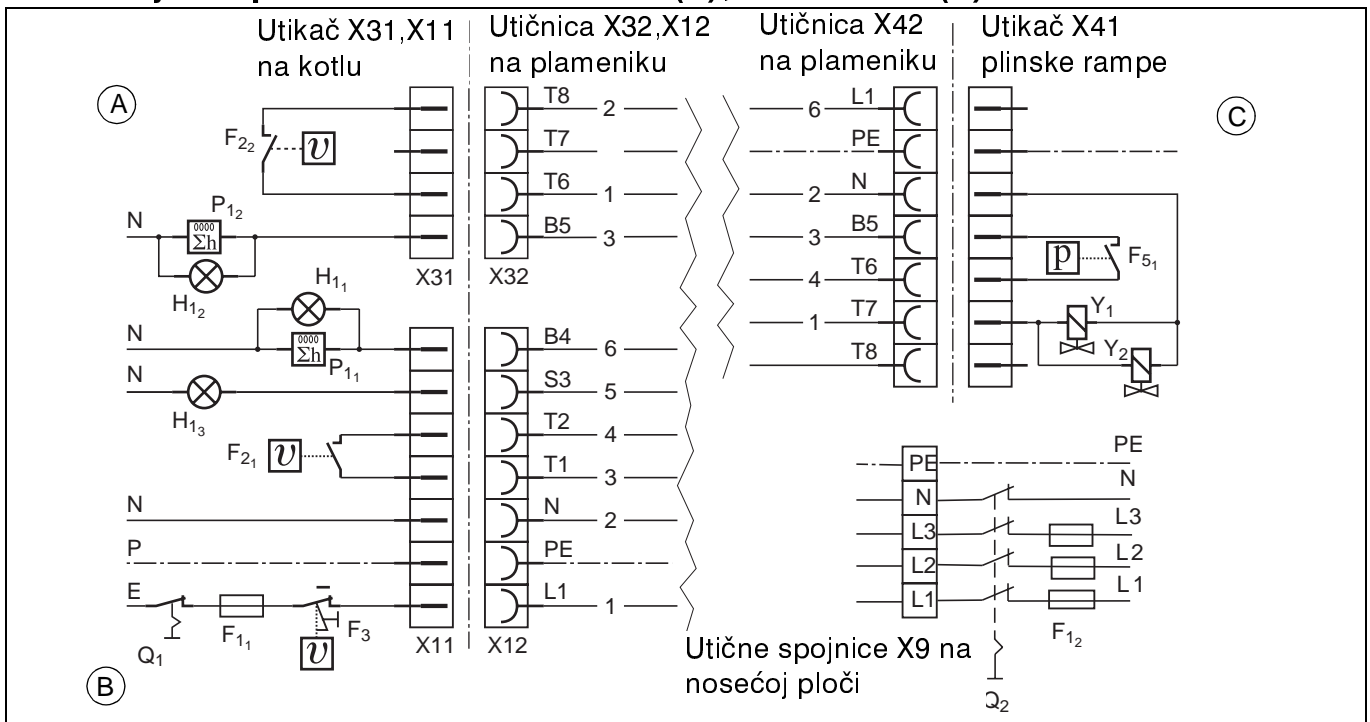 Utikač X31,X11
na kotlu
Utičnica X32,X12
na plameniku
Utičnica X42
na plameniku
Utikač X41
plinske rampe
A
C
F2₂
υ
N
P1₂
0000
Σh
H1₂
X31
T8 2
T7
T6 1
B5 3
X32
6 L1
PE
2 N
3 B5
4 T6
1 T7
T8
p
F5₁
Y₁
Y₂
H1₁
N
0000
Σh
P1₁
N
H1₃
F2₁
υ
N
P
E
Q₁
F1₁
F₃
υ
X11
B4 6
S3 5
T2 4
T1 3
N 2
PE
L1 1
X12
B
PE PE
N N
L3 L3
L2 L2
L1 L1
F1₂
Q₂
Utične spojnice X9 na
nosećoj ploči